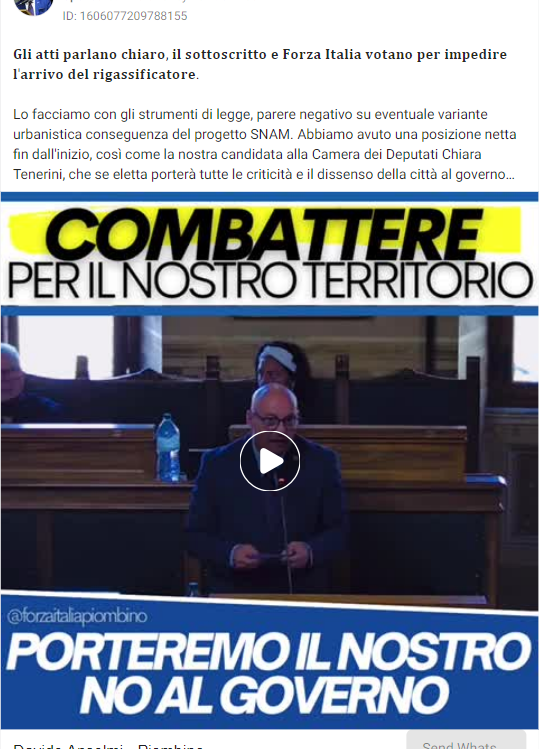 ID: 1606077209788155
Gli atti parlano chiaro, il sottoscritto e Forza Italia votano per impedire
l'arrivo del rigassificatore.
Lo facciamo con gli strumenti di legge, parere negativo su eventuale variante
urbanistica conseguenza del progetto SNAM. Abbiamo avuto una posizione netta
fin dall'inizio, così come la nostra candidata alla Camera dei Deputati Chiara
Tenerini, che se eletta porterà tutte le criticità e il dissenso della città al governo…
COMBATTERE
PER IL NOSTRO TERRITORIO
@forzaitaliapiombino
PORTEREMO IL NOSTRO
NO AL GOVERNO
Davide Anselmi - Piombino
Send Whats